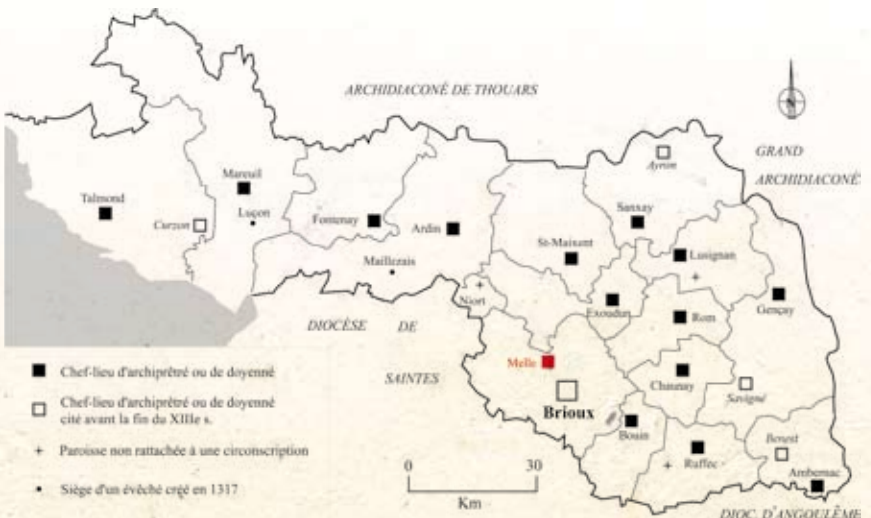 ARCHIDIACONÉ DE THOUARS
GRAND
ARCHIDIACONÉ
Ayron
Mareuil
Talmond
Curzon
Luçon
Fontenay
Ardin
Sanxay
St-Maixent
Lusignan
Maillezais
Niort
Exoudun
Rom
Gençay
DIOCÈSE DE
SAINTES
Melle
Brioux
Chaunay
Savigné
Bouin
Ruffec
Benest
Ambernac
Chef-lieu d'archiprêtré ou de doyenné
Chef-lieu d'archiprêtré ou de doyenné
cité avant la fin du XIIIe s.
Paroisse non rattachée à une circonscription
Siège d'un évêché créé en 1317
0 30
Km
N
DIOC. D'ANGOULÊME